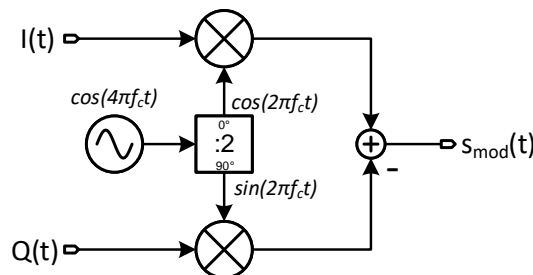 I(t)
cos(4πf_ct)
cos(2πf_ct)
0°
:2
90°
sin(2πf_ct)
+
-
s_mod(t)
Q(t)